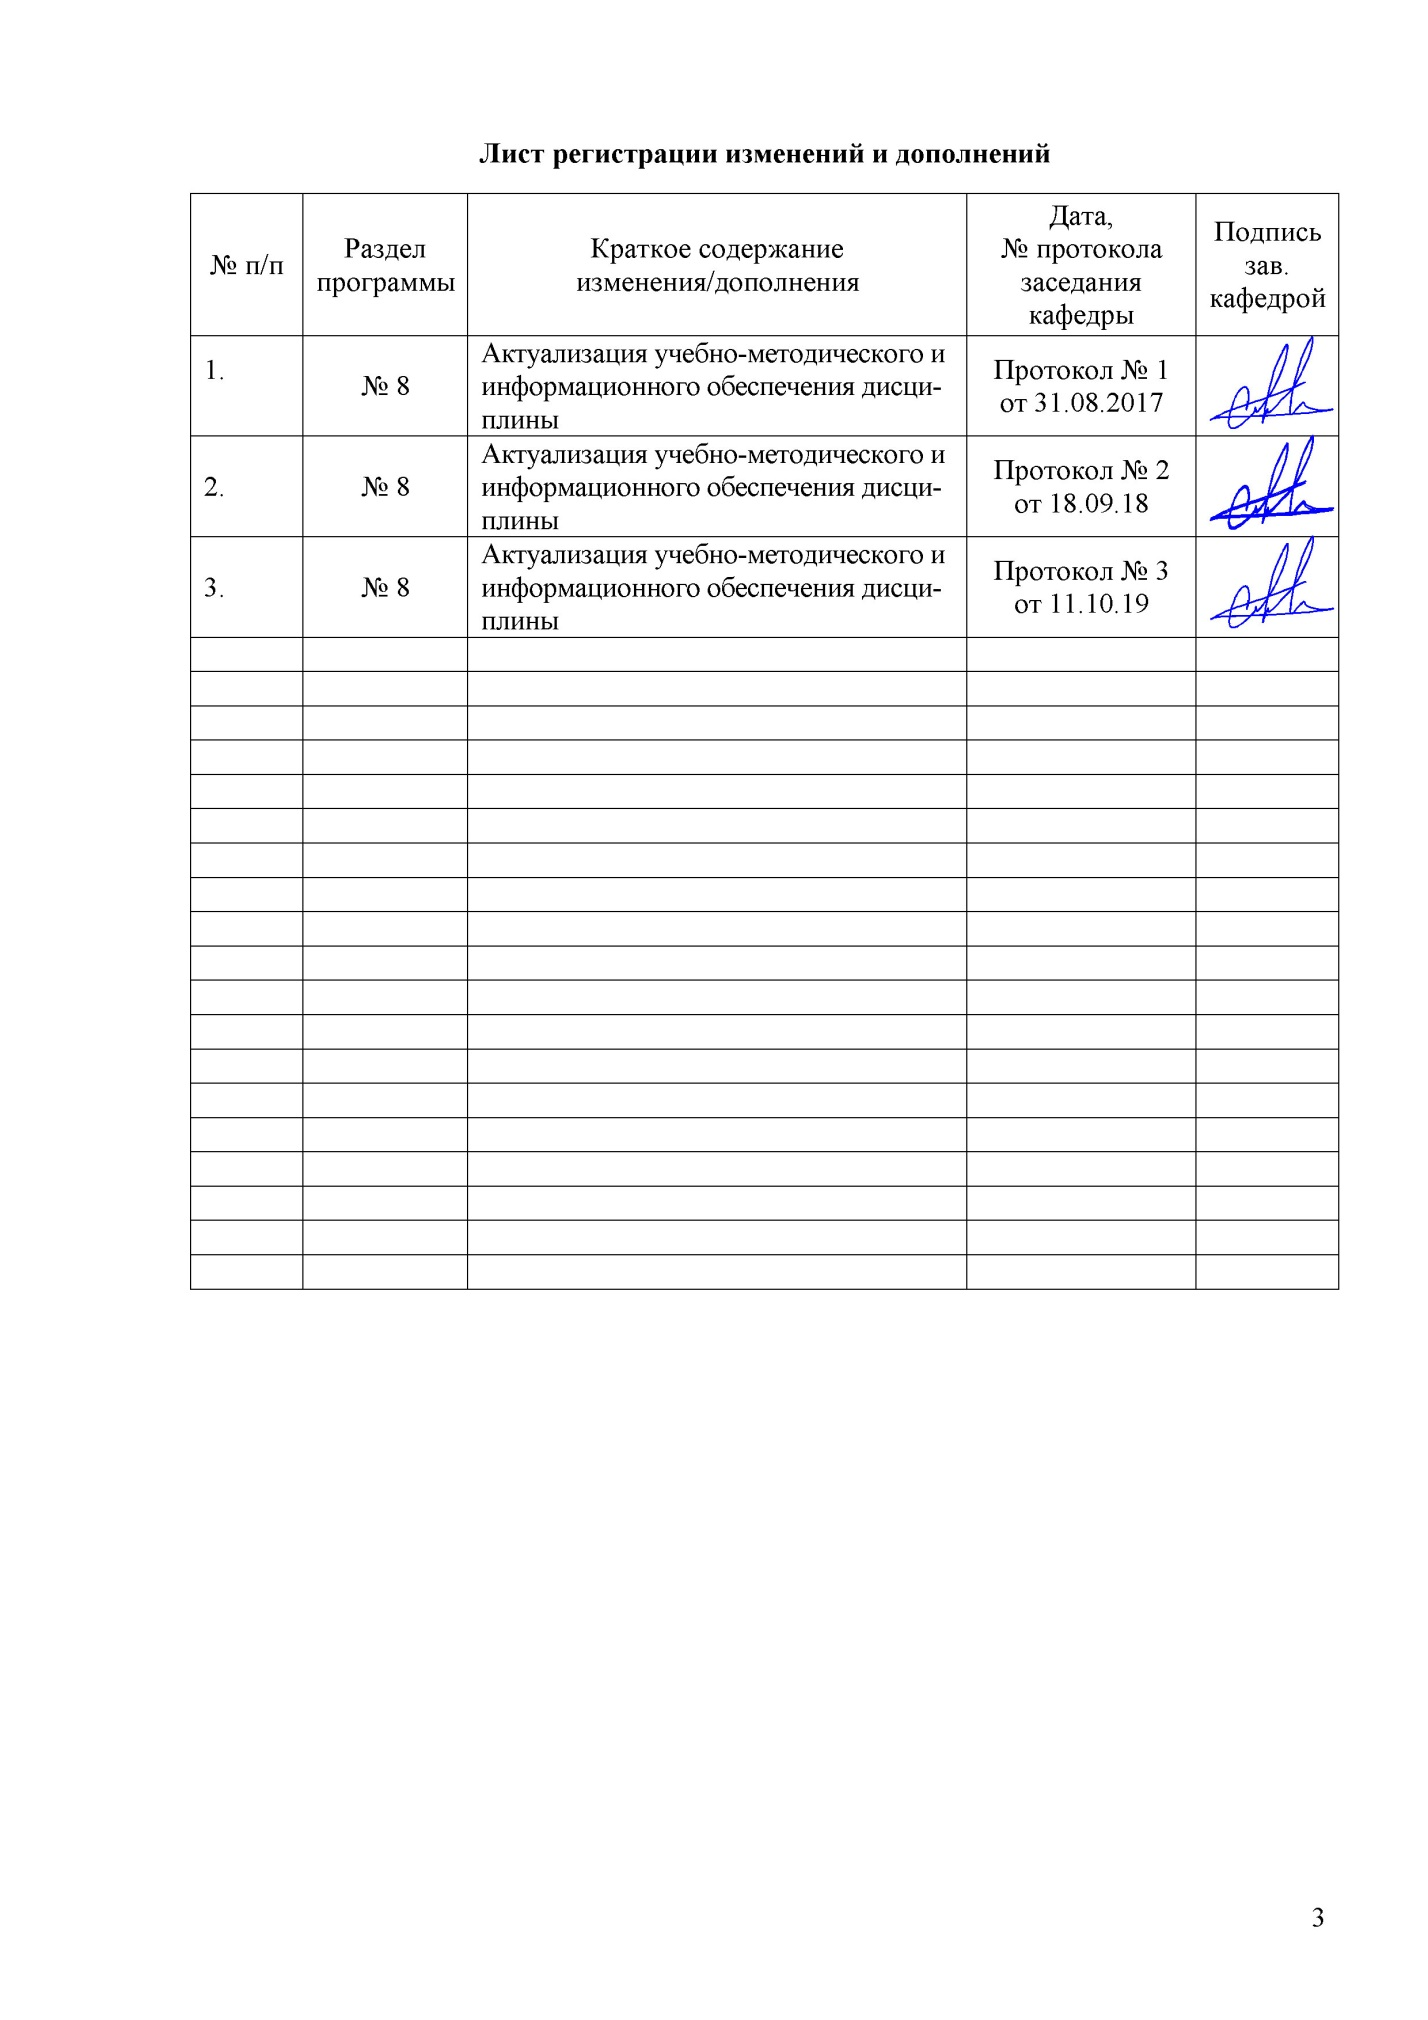 Лист регистрации изменений и дополнений
№ п/п
Раздел
программы
Краткое содержание
изменения/дополнения
Дата,
№ протокола
заседания
кафедры
Подпись
зав.
кафедрой
1.
№ 8
Актуализация учебно-методического и
информационного обеспечения дисци-
плины
Протокол № 1
от 31.08.2017
2.
№ 8
Актуализация учебно-методического и
информационного обеспечения дисци-
плины
Протокол № 2
от 18.09.18
3.
№ 8
Актуализация учебно-методического и
информационного обеспечения дисци-
плины
Протокол № 3
от 11.10.19
3